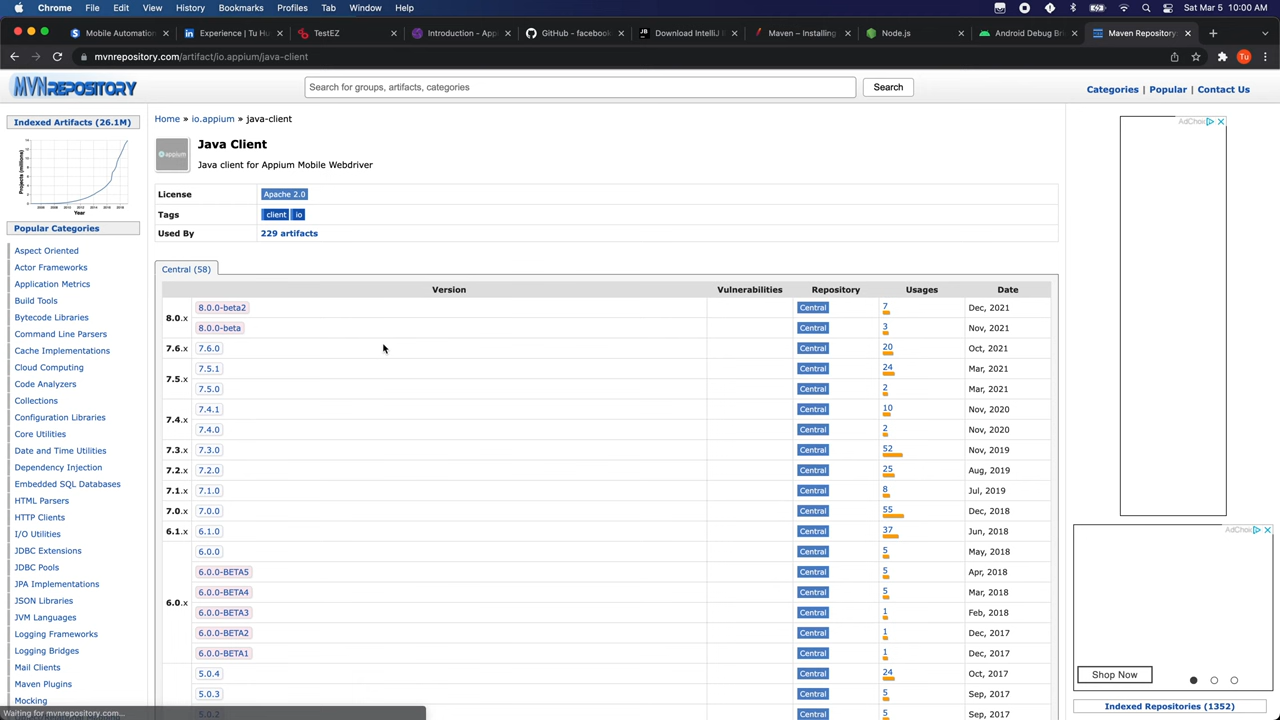 Chrome File Edit View History Bookmarks Profiles Tab Window Help Sat Mar 5 10:00 AM
Mobile Automation Experience | Tu Hu TestEZ Introduction - App GitHub - facebook Download IntelliJ Maven – Installing Node.js Android Debug Bri Maven Repository
mvnrepository.com/artifact/io.appium/java-client Tu
MVNREPOSITORY Search for groups, artifacts, categories Search Categories | Popular | Contact Us
Indexed Artifacts (26.1M)
Projects (millions)
Year
Popular Categories
Aspect Oriented
Actor Frameworks
Application Metrics
Build Tools
Bytecode Libraries
Command Line Parsers
Cache Implementations
Cloud Computing
Code Analyzers
Collections
Configuration Libraries
Core Utilities
Date and Time Utilities
Dependency Injection
Embedded SQL Databases
HTML Parsers
HTTP Clients
I/O Utilities
JDBC Extensions
JDBC Pools
JPA Implementations
JSON Libraries
JVM Languages
Logging Frameworks
Logging Bridges
Mail Clients
Maven Plugins
Mocking
Waiting for mvnrepository.com...
Home » io.appium » java-client
appium
Java Client
Java client for Appium Mobile Webdriver
License Apache 2.0
Tags client io
Used By 229 artifacts
Central (58)
Version Vulnerabilities Repository Usages Date
8.0.x 8.0.0-beta2 Central 7 Dec, 2021
8.0.0-beta Central 3 Nov, 2021
7.6.x 7.6.0 Central 20 Oct, 2021
7.5.x 7.5.1 Central 24 Mar, 2021
7.5.0 Central 2 Mar, 2021
7.4.x 7.4.1 Central 10 Nov, 2020
7.4.0 Central 2 Nov, 2020
7.3.x 7.3.0 Central 52 Nov, 2019
7.2.x 7.2.0 Central 25 Aug, 2019
7.1.x 7.1.0 Central 8 Jul, 2019
7.0.x 7.0.0 Central 55 Dec, 2018
6.1.x 6.1.0 Central 37 Jun, 2018
6.0.x 6.0.0 Central 5 May, 2018
6.0.0-BETA5 Central 5 Apr, 2018
6.0.0-BETA4 Central 5 Mar, 2018
6.0.0-BETA3 Central 1 Feb, 2018
6.0.0-BETA2 Central 1 Dec, 2017
6.0.0-BETA1 Central 1 Dec, 2017
5.0.4 Central 24 Oct, 2017
5.0.3 Central 5 Sep, 2017
5.0.2 Central 5 Sep, 2017
AdChoices
AdChoices
Shop Now
Indexed Repositories (1352)